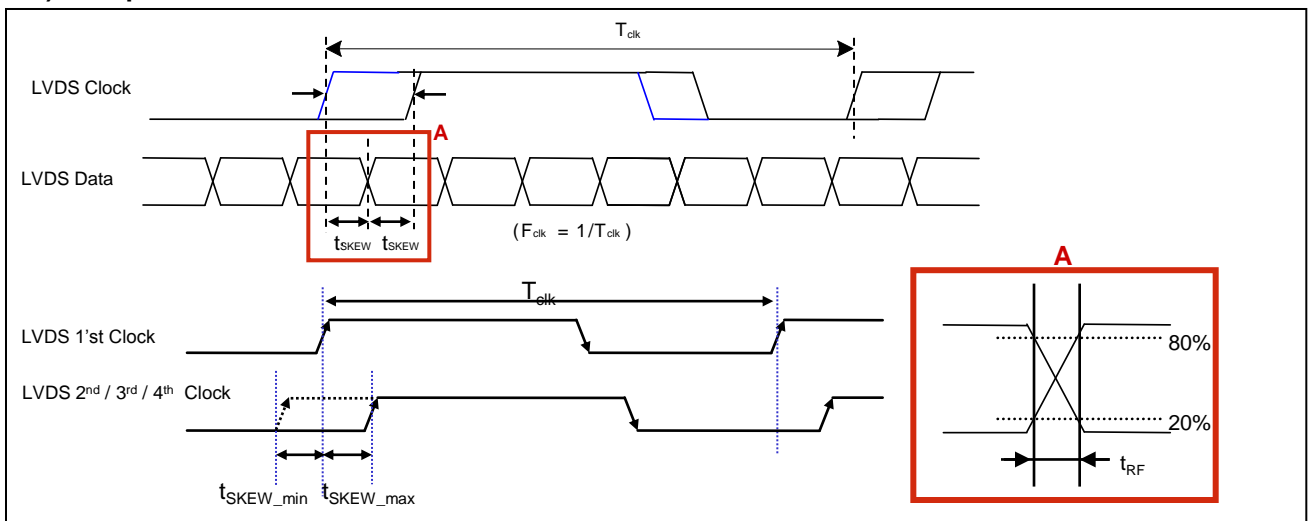 T clk
LVDS Clock
A
LVDS Data
tSKEW tSKEW
(Fclk = 1/Tclk )
A
Tclk
LVDS 1'st Clock
80%
LVDS 2nd / 3rd / 4th Clock
20%
tRF
tSKEW_min tSKEW_max